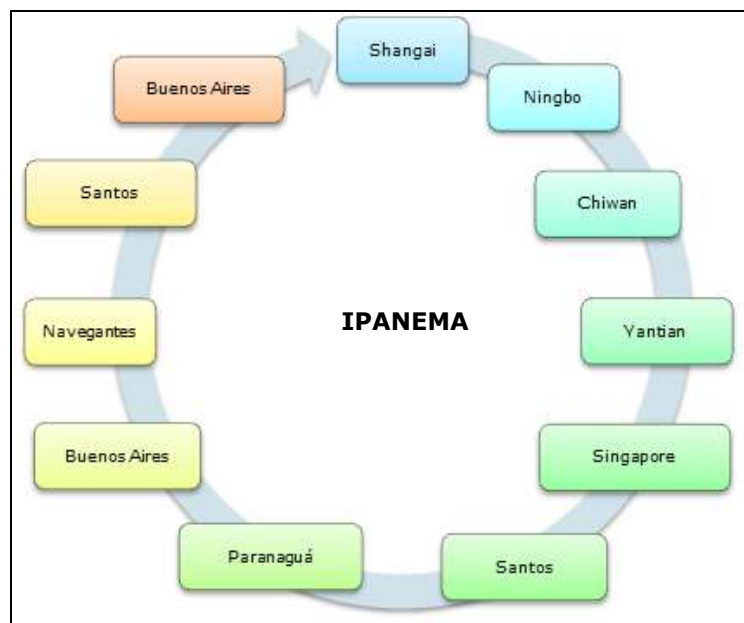 Shangai
Ningbo
Chiwan
Yantian
Singapore
Santos
Paranaguá
Buenos Aires
Navegantes
Santos
Buenos Aires
IPANEMA